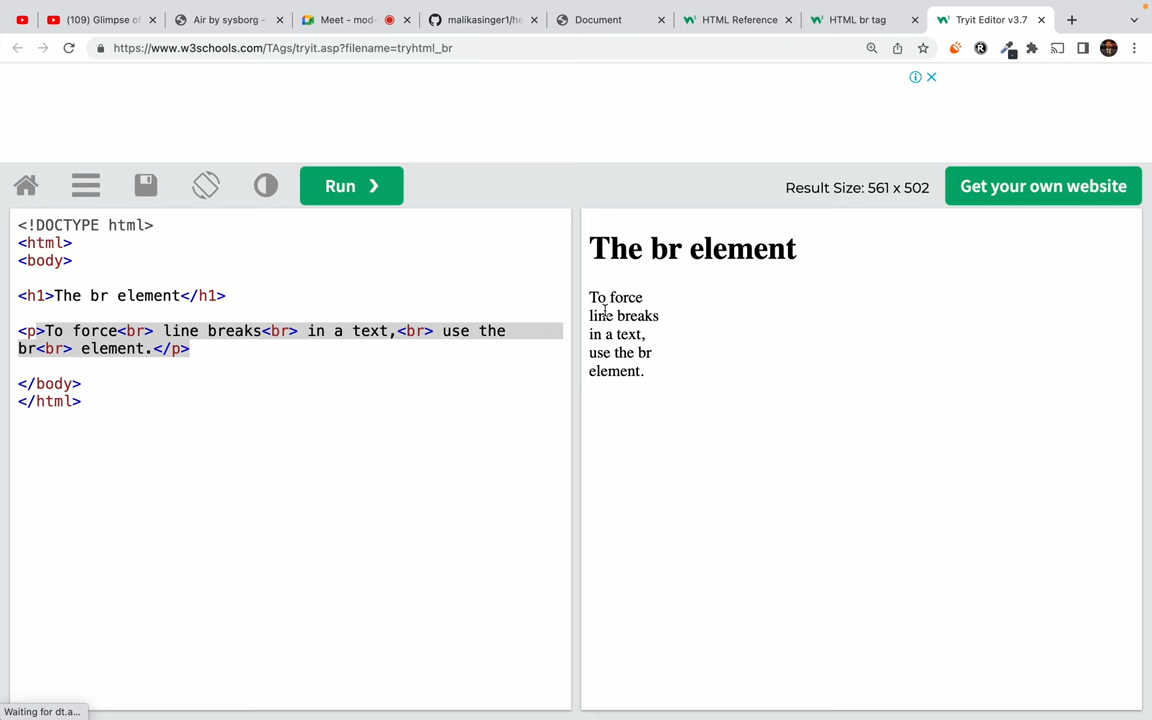 (109) Glimpse of
Air by sysborg -
Meet - mod-
malikasinger1/he
Document
HTML Reference
HTML br tag
Tryit Editor v3.7
https://www.w3schools.com/TAgs/tryit.asp?filename=tryhtml_br
Run ❯
Result Size: 561 x 502
Get your own website
<!DOCTYPE html>
<html>
<body>
<h1>The br element</h1>
<p>To force<br> line breaks<br> in a text,<br> use the
br<br> element.</p>
</body>
</html>
The br element
To force
line breaks
in a text,
use the br
element.
Waiting for dt.a...